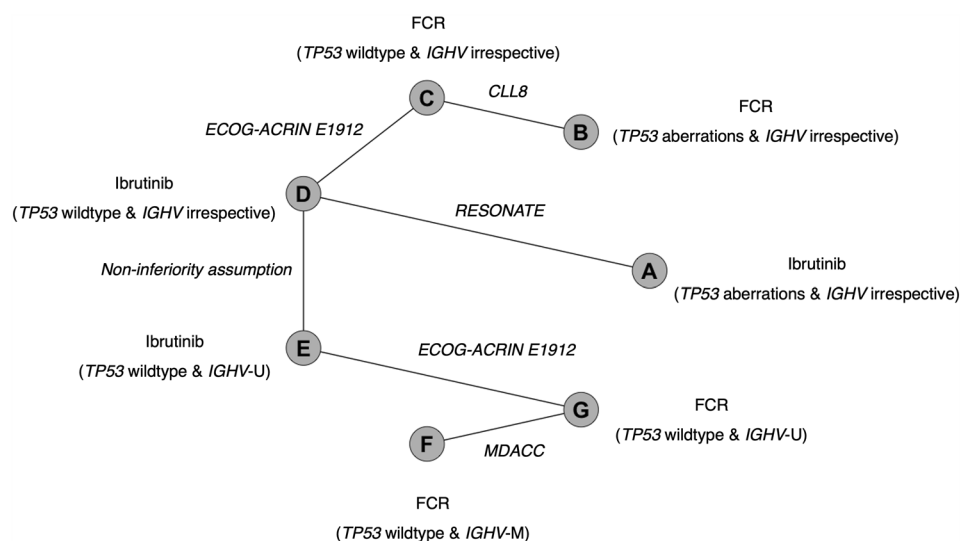 FCR
(TP53 wildtype & IGHV irrespective)
C
CLL8
FCR
B
(TP53 aberrations & IGHV irrespective)
ECOG-ACRIN E1912
Ibrutinib
D
(TP53 wildtype & IGHV irrespective)
RESONATE
Ibrutinib
A
(TP53 aberrations & IGHV irrespective)
Non-inferiority assumption
Ibrutinib
E
(TP53 wildtype & IGHV-U)
ECOG-ACRIN E1912
FCR
G
(TP53 wildtype & IGHV-U)
F
MDACC
FCR
(TP53 wildtype & IGHV-M)